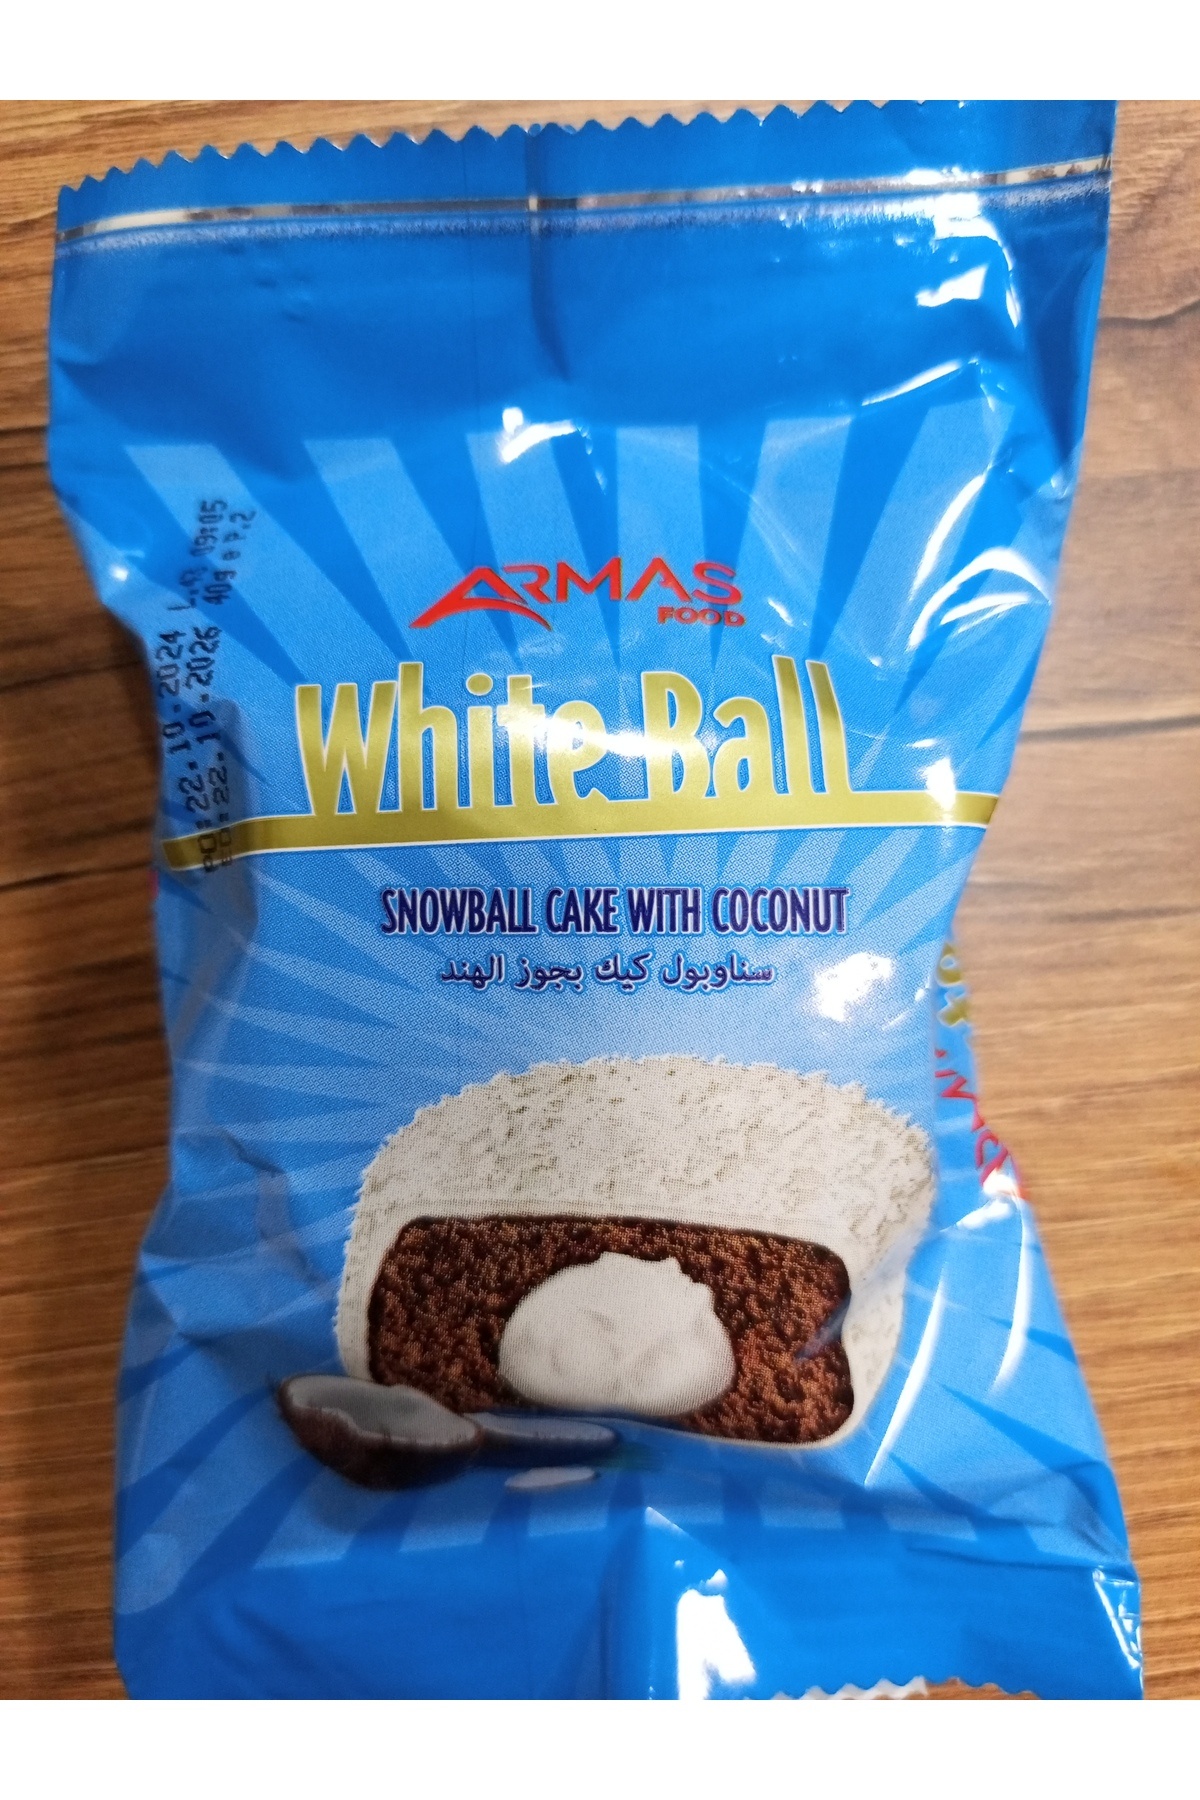 ARMAS
FOOD
White Ball
SNOWBALL CAKE WITH COCONUT
سناوبول كيك بجوز الهند
PD:22.10.2024 L:43 09:05
ED:22.10.2026 40g e P.2